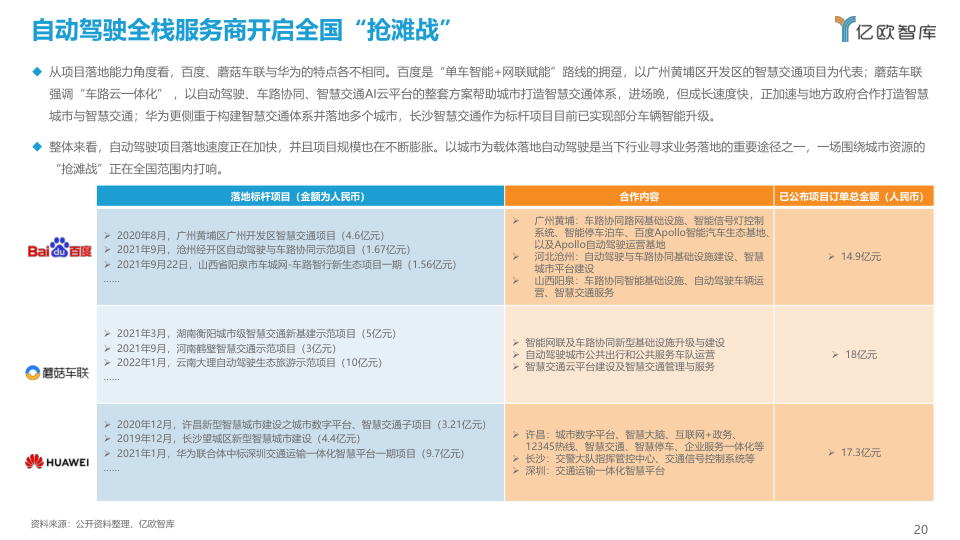 自动驾驶全栈服务商开启全国“抢滩战”
亿欧智库
◆ 从项目落地能力角度看，百度、蘑菇车联与华为的特点各不相同。百度是“单车智能+网联赋能”路线的拥趸，以广州黄埔区开发区的智慧交通项目为代表；蘑菇车联
强调“车路云一体化”，以自动驾驶、车路协同、智慧交通AI云平台的整套方案帮助城市打造智慧交通体系，进场晚，但成长速度快，正加速与地方政府合作打造智慧
城市与智慧交通；华为更侧重于构建智慧交通体系并落地多个城市，长沙智慧交通作为标杆项目目前已实现部分车辆智能升级。
◆ 整体来看，自动驾驶项目落地速度正在加快，并且项目规模也在不断膨胀。以城市为载体落地自动驾驶是当下行业寻求业务落地的重要途径之一，一场围绕城市资源的
“抢滩战”正在全国范围内打响。
落地标杆项目（金额为人民币）
合作内容
已公布项目订单总金额（人民币）
Bai du 百度
➢ 2020年8月，广州黄埔区广州开发区智慧交通项目（4.6亿元）
➢ 2021年9月，沧州经开区自动驾驶与车路协同示范项目（1.67亿元）
➢ 2021年9月22日，山西省阳泉市车城网-车路智行新生态项目一期（1.56亿元）
......
➢ 广州黄埔：车路协同路网基础设施、智能信号灯控制
系统、智能停车泊车、百度Apollo智能汽车生态基地、
以及Apollo自动驾驶运营基地
➢ 河北沧州：自动驾驶与车路协同基础设施建设、智慧
城市平台建设
➢ 山西阳泉：车路协同智能基础设施、自动驾驶车辆运
营、智慧交通服务
➢ 14.9亿元
蘑菇车联
➢ 2021年3月，湖南衡阳城市级智慧交通新基建示范项目（5亿元）
➢ 2021年9月，河南鹤壁智慧交通示范项目（3亿元）
➢ 2022年1月，云南大理自动驾驶生态旅游示范项目（10亿元）
......
➢ 智能网联及车路协同新型基础设施升级与建设
➢ 自动驾驶城市公共出行和公共服务车队运营
➢ 智慧交通云平台建设及智慧交通管理与服务
➢ 18亿元
HUAWEI
➢ 2020年12月，许昌新型智慧城市建设之城市数字平台、智慧交通子项目（3.21亿元）
➢ 2019年12月，长沙望城区新型智慧城市建设（4.4亿元）
➢ 2021年1月，华为联合体中标深圳交通运输一体化智慧平台一期项目（9.7亿元）
......
➢ 许昌：城市数字平台、智慧大脑、互联网+政务、
12345热线、智慧交通、智慧停车、企业服务一体化等
➢ 长沙：交警大队指挥管控中心、交通信号控制系统等
➢ 深圳：交通运输一体化智慧平台
➢ 17.3亿元
资料来源：公开资料整理、亿欧智库
20